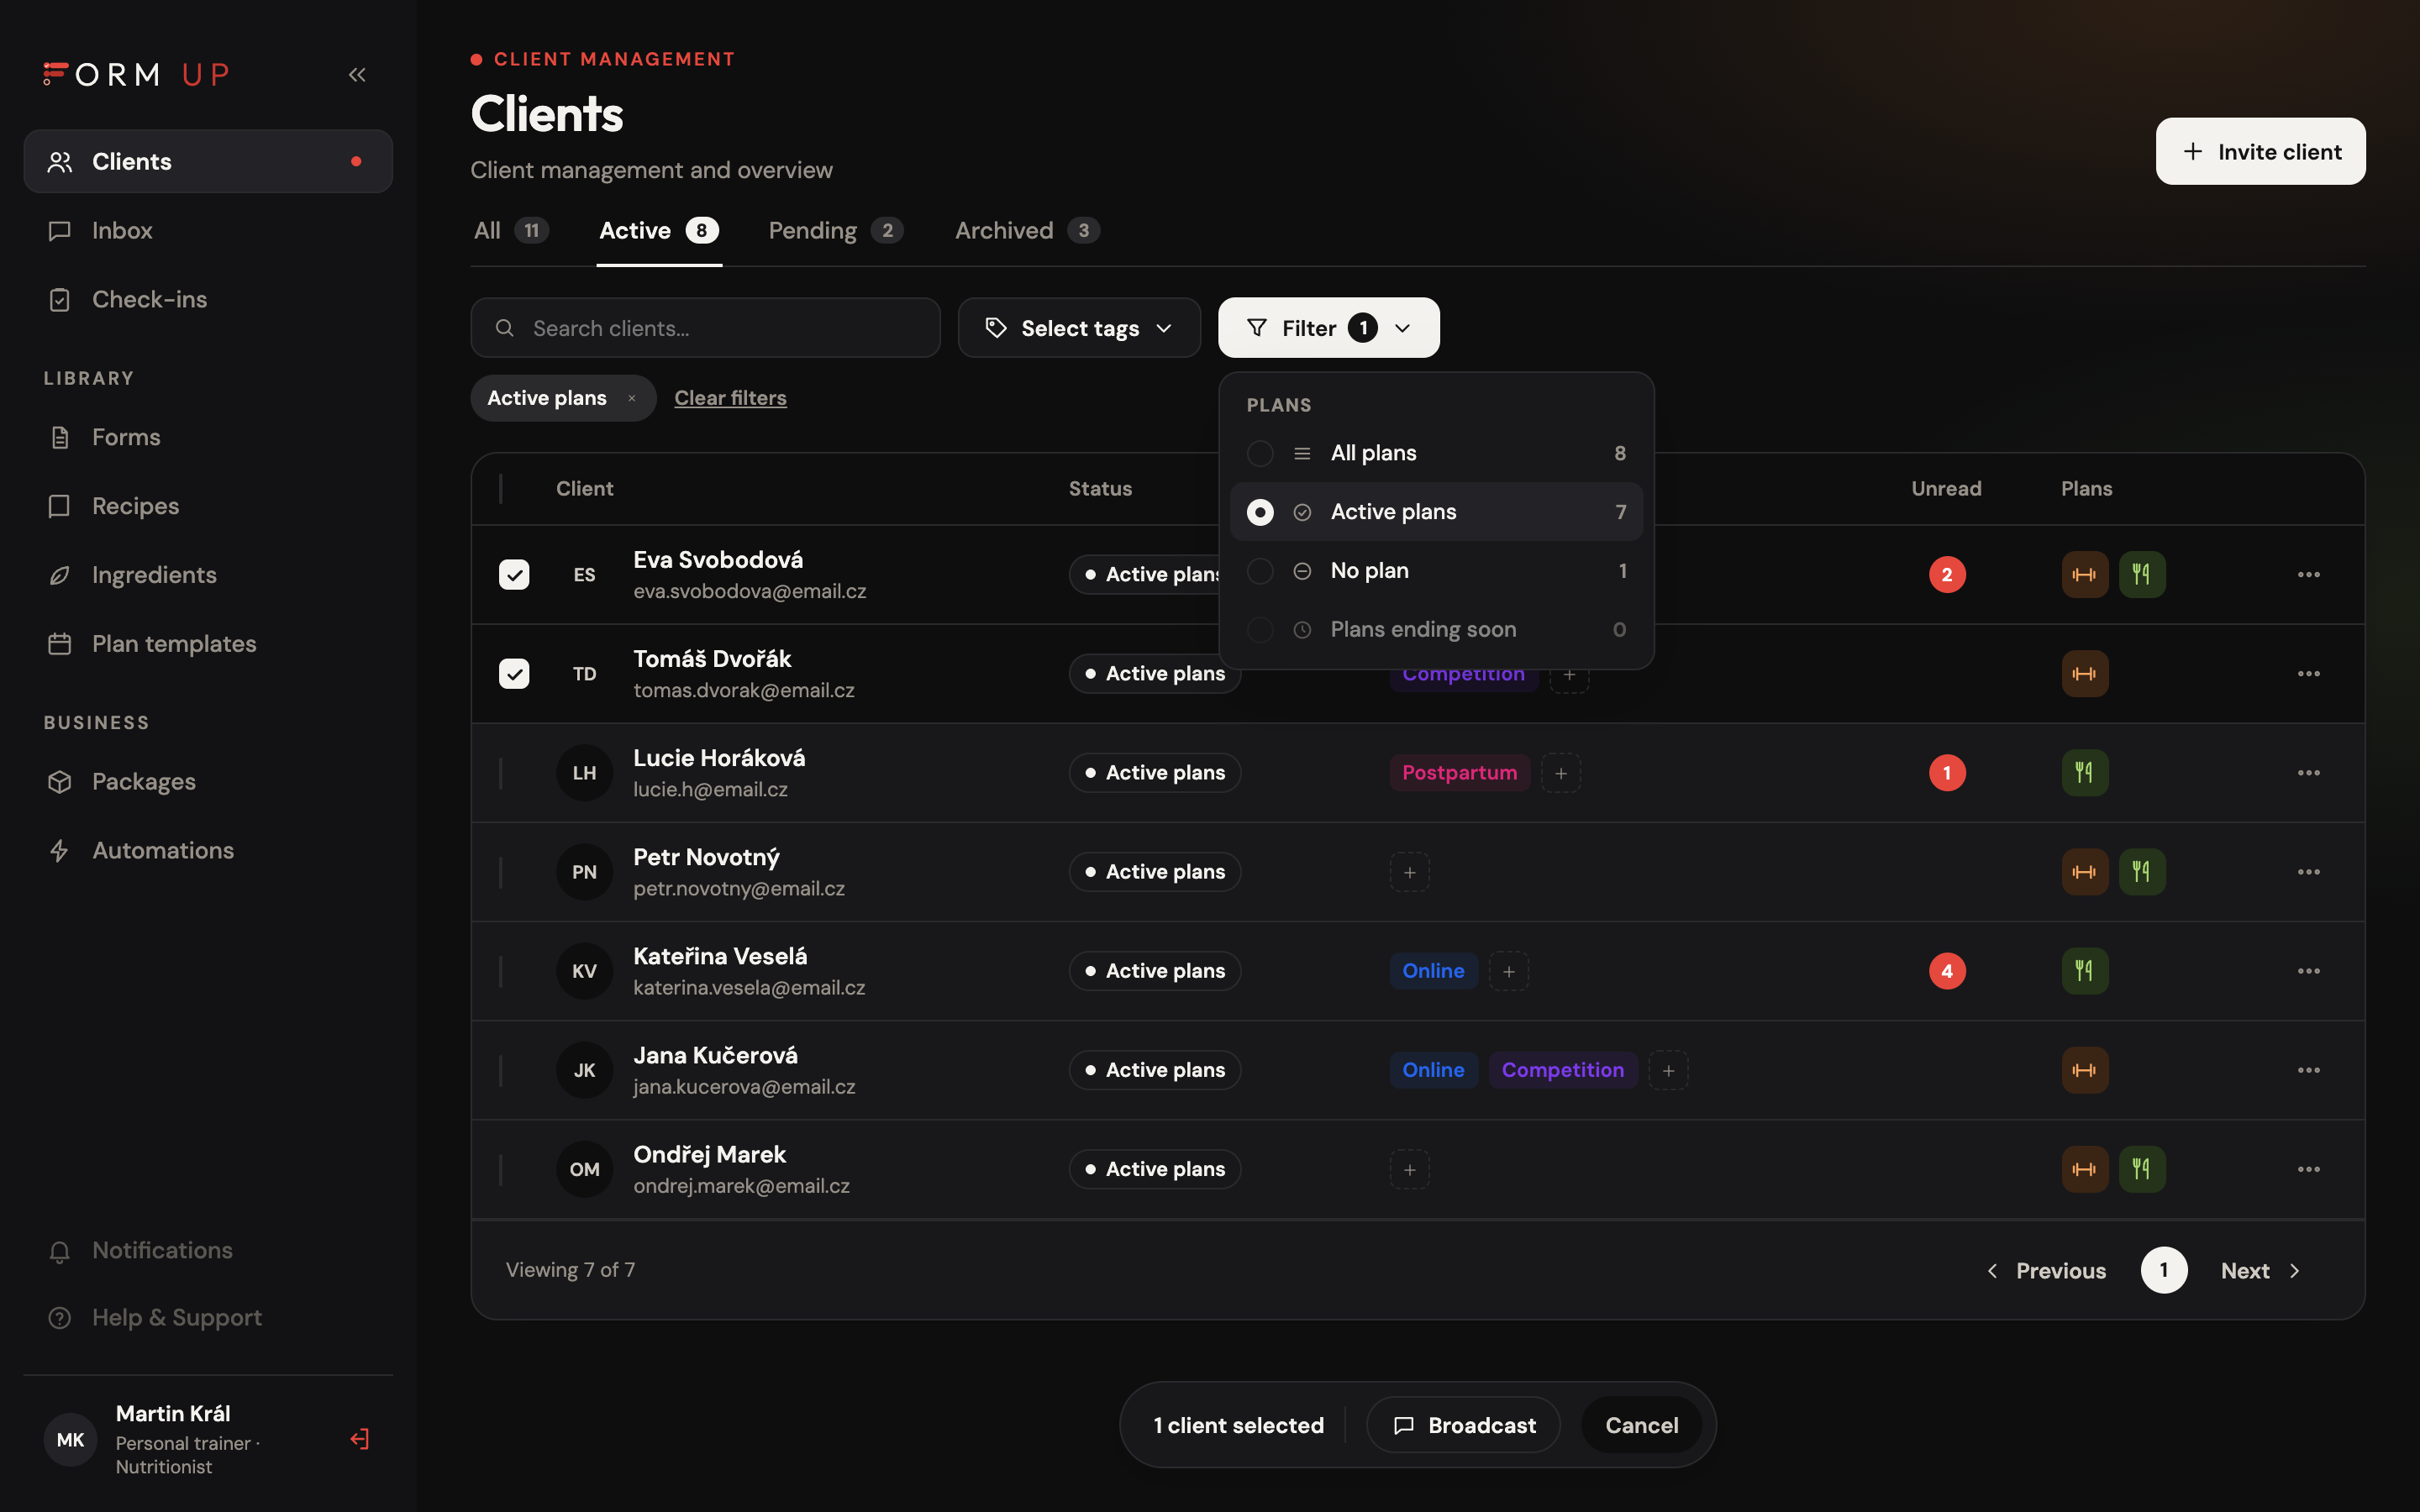 FORM UP
Clients
Inbox
Check-ins
LIBRARY
Forms
Recipes
Ingredients
Plan templates
BUSINESS
Packages
Automations
Notifications
Help & Support
MK
Martin Král
Personal trainer ·
Nutritionist
CLIENT MANAGEMENT
Clients
Client management and overview
+ Invite client
All 11
Active 8
Pending 2
Archived 3
Search clients...
Select tags
Filter 1
Active plans ×
Clear filters
PLANS
All plans 8
Active plans 7
No plan 1
Plans ending soon 0
Client Status Unread Plans
ES Eva Svobodová Active plans 2
eva.svobodova@email.cz
TD Tomáš Dvořák Active plans Competition +
tomas.dvorak@email.cz
LH Lucie Horáková Active plans Postpartum + 1
lucie.h@email.cz
PN Petr Novotný Active plans +
petr.novotny@email.cz
KV Kateřina Veselá Active plans Online + 4
katerina.vesela@email.cz
JK Jana Kučerová Active plans Online Competition +
jana.kucerova@email.cz
OM Ondřej Marek Active plans +
ondrej.marek@email.cz
Viewing 7 of 7
Previous 1 Next
1 client selected Broadcast Cancel